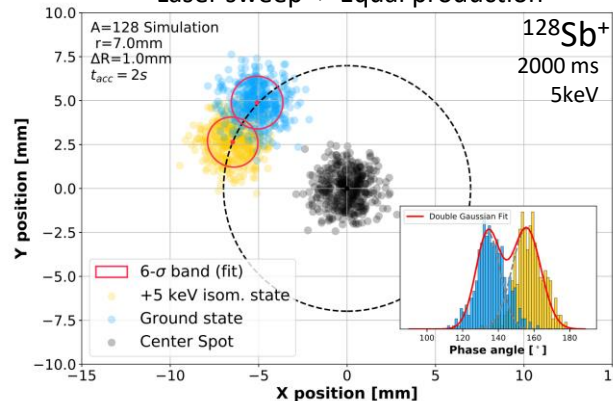 Laser sweep → Equal production
A=128 Simulation
r=7.0mm
ΔR=1.0mm
t_acc = 2s
¹²⁸Sb⁺
2000 ms
5keV
10.0
7.5
5.0
2.5
0.0
−2.5
−5.0
−7.5
−10.0
Y position [mm]
6-σ band (fit)
+5 keV isom. state
Ground state
Center Spot
Double Gaussian Fit
100 120 140 160 180
Phase angle [°]
−15 −10 −5 0 5 10
X position [mm]